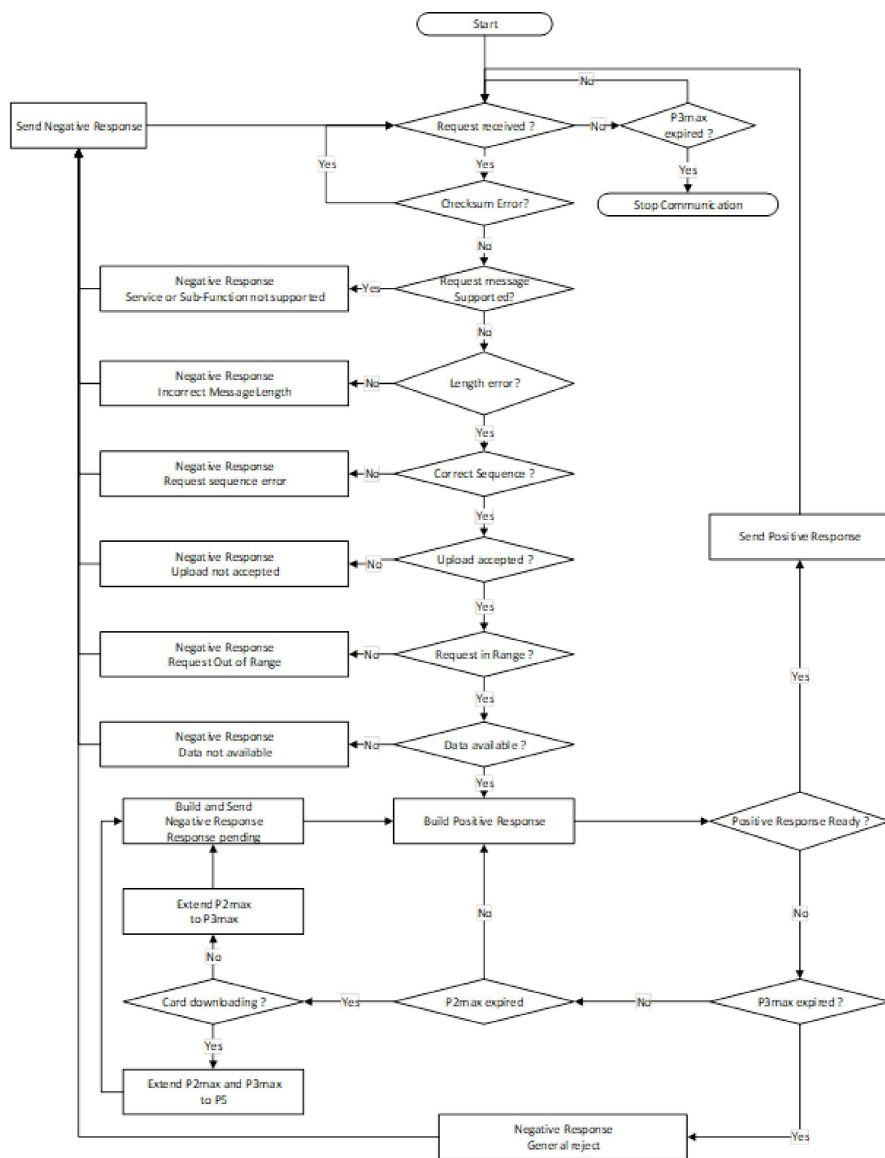 Start
No
Send Negative Response
Request received ?
No
P3max
expired ?
Yes
Yes
Yes
Checksum Error?
Stop Communication
No
Negative Response
Service or Sub-Function not supported
Yes
Request message
Supported?
No
Negative Response
Incorrect Message Length
No
Length error?
Yes
Negative Response
Request sequence error
No
Correct Sequence ?
Yes
Send Positive Response
Negative Response
Upload not accepted
No
Upload accepted ?
Yes
Negative Response
Request Out of Range
No
Request in Range ?
Yes
Yes
Negative Response
Data not available
No
Data available ?
Yes
Build and Send
Negative Response
Response pending
Build Positive Response
Positive Response Ready ?
Extend P2max
to P3max
No
No
No
Card downloading ?
Yes
P2max expired
No
P3max expired ?
Yes
Extend P2max and P3max
to P5
Negative Response
General reject
Yes